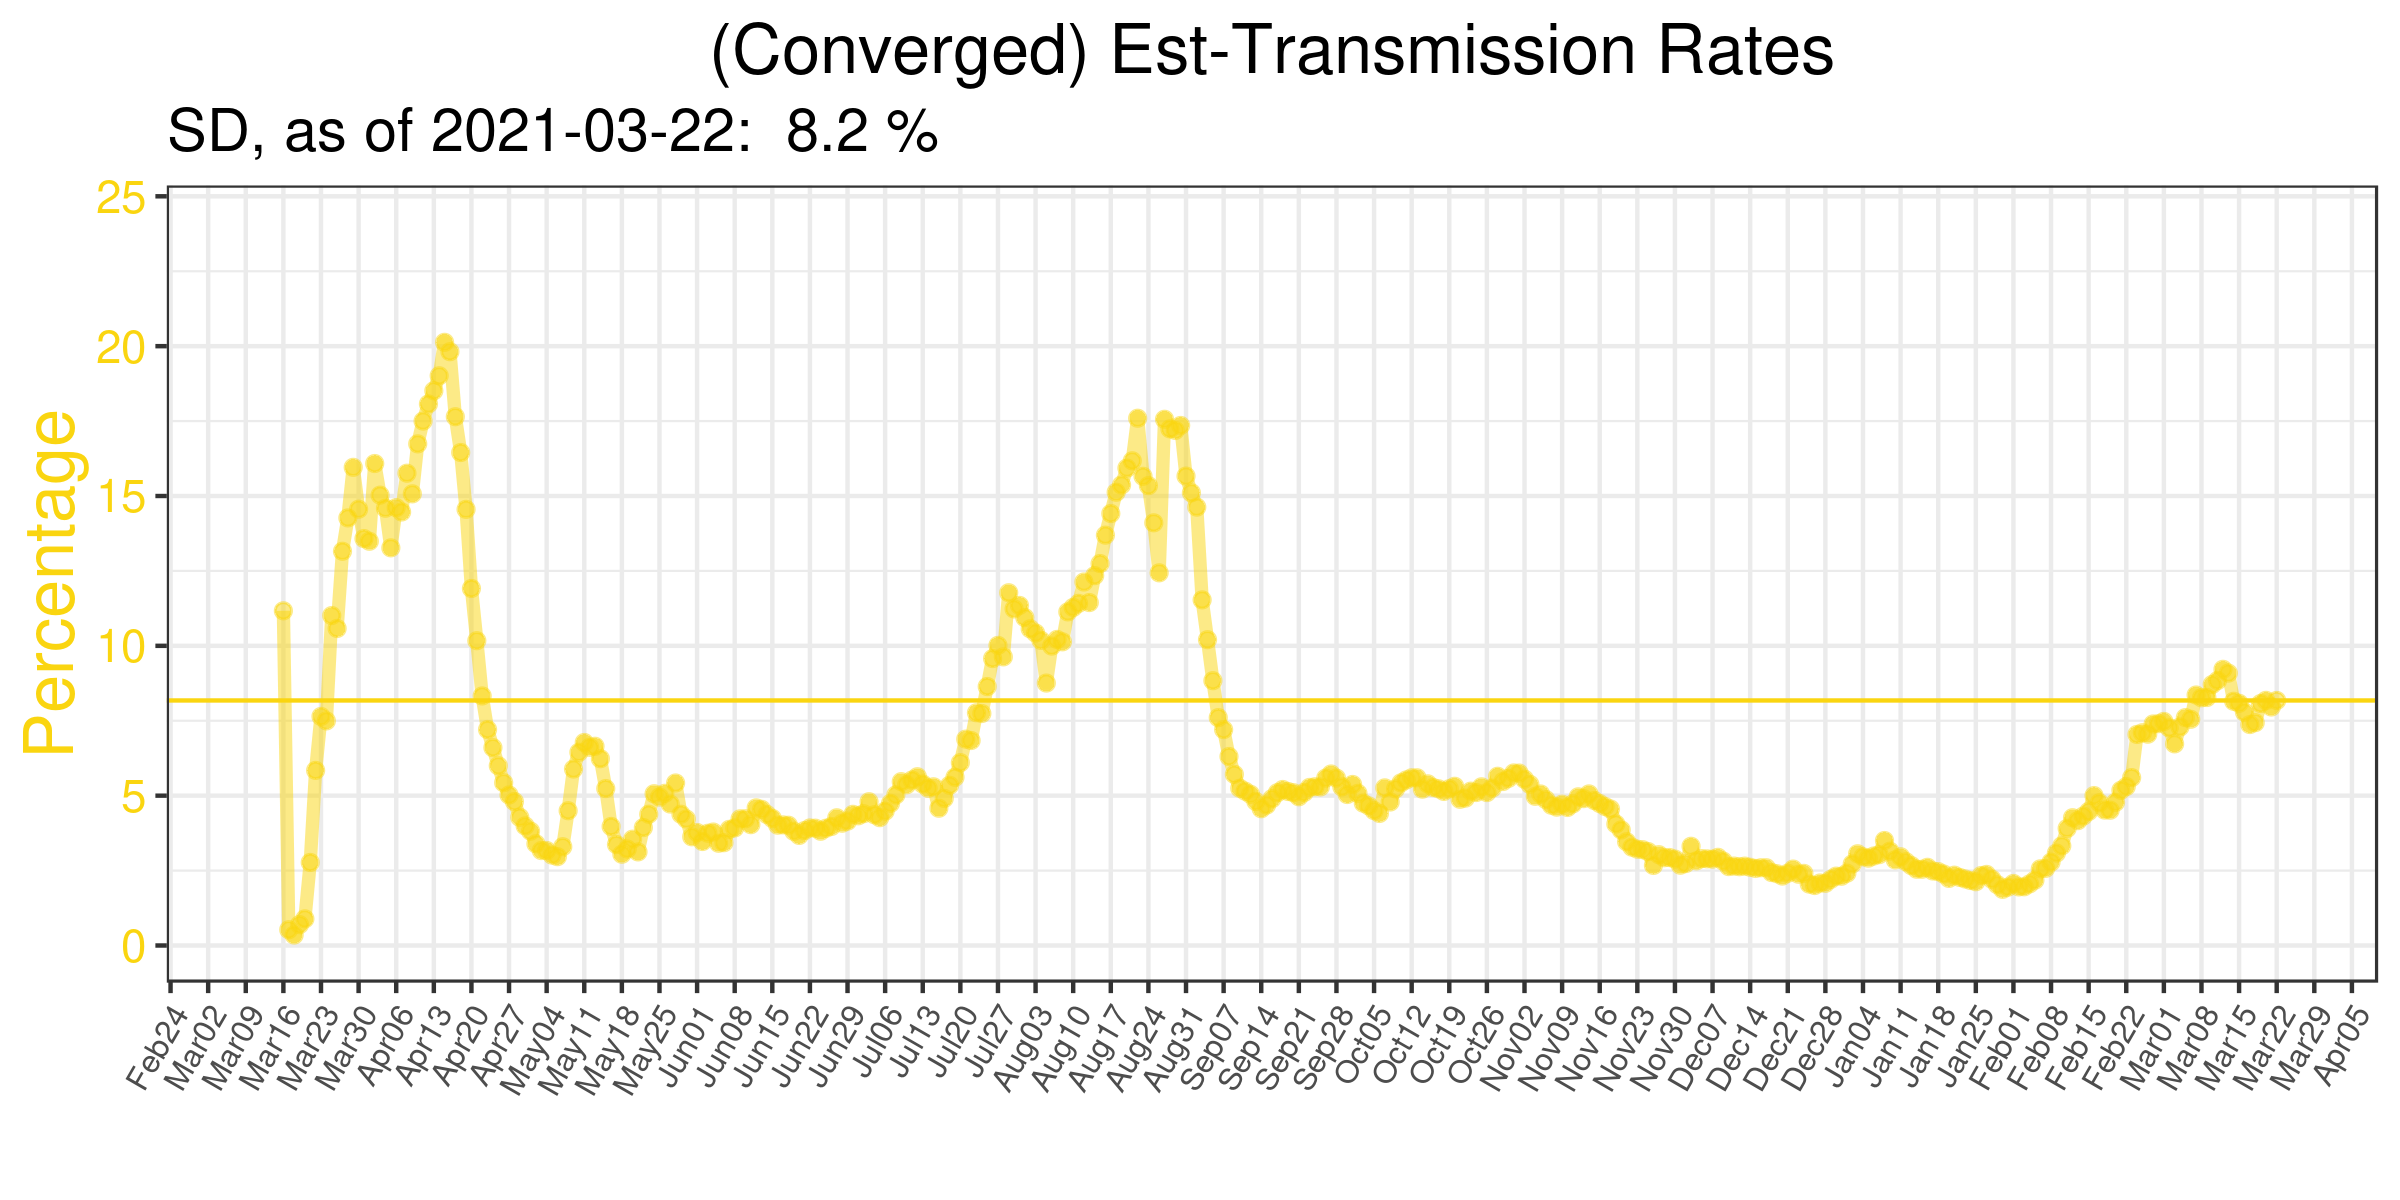 (Converged) Est-Transmission Rates
SD, as of 2021-03-22:  8.2 %
Percentage
25
20
15
10
5
0
Feb24
Mar02
Mar09
Mar16
Mar23
Mar30
Apr06
Apr13
Apr20
Apr27
May04
May11
May18
May25
Jun01
Jun08
Jun15
Jun22
Jun29
Jul06
Jul13
Jul20
Jul27
Aug03
Aug10
Aug17
Aug24
Aug31
Sep07
Sep14
Sep21
Sep28
Oct05
Oct12
Oct19
Oct26
Nov02
Nov09
Nov16
Nov23
Nov30
Dec07
Dec14
Dec21
Dec28
Jan04
Jan11
Jan18
Jan25
Feb01
Feb08
Feb15
Feb22
Mar01
Mar08
Mar15
Mar22
Mar29
Apr05